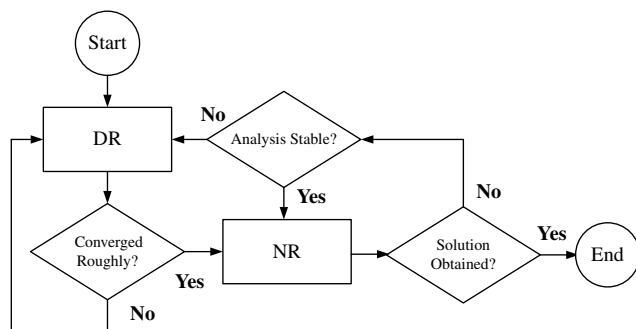 Start
No
DR
Analysis Stable?
No
Yes
Converged
Roughly?
Yes
NR
Solution
Obtained?
Yes
End
No